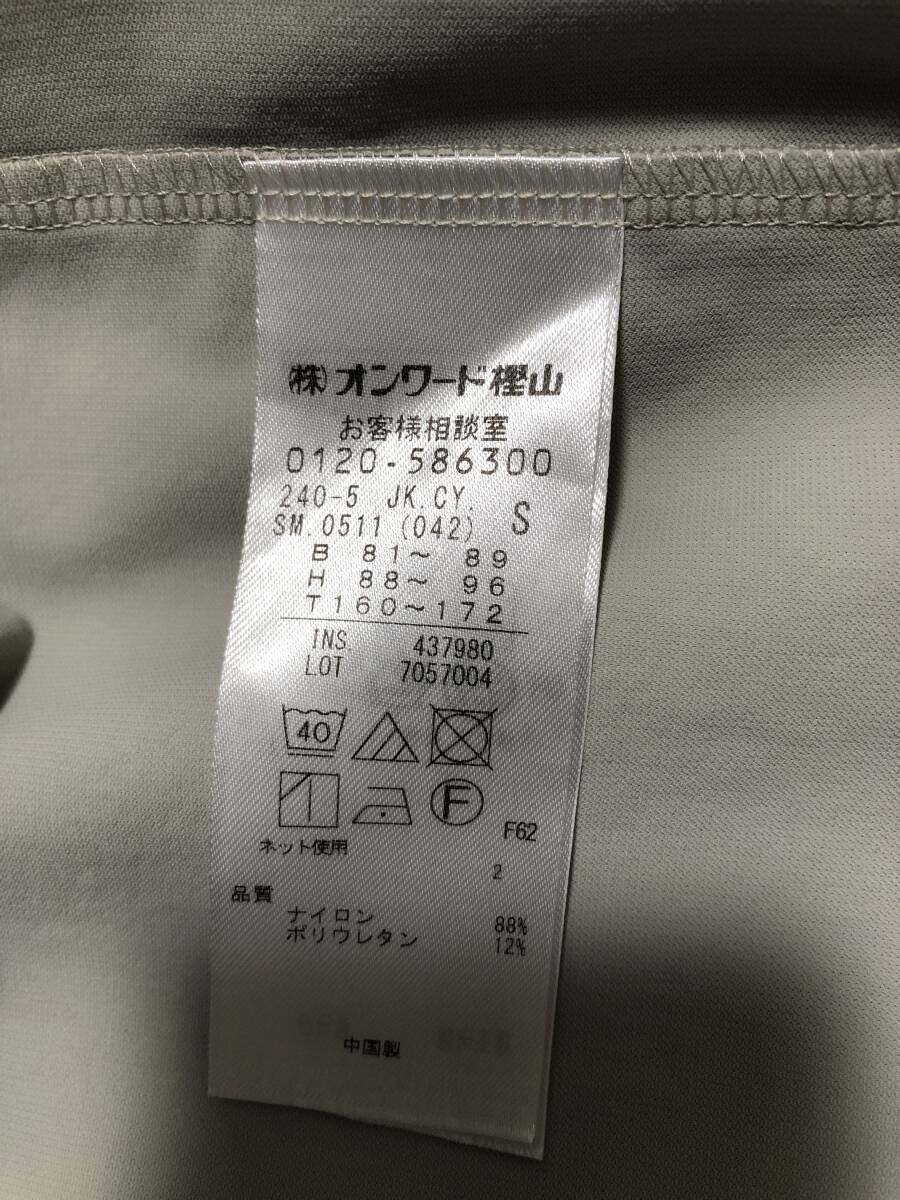 (株)オンワード樫山
お客様相談室
0120-586300
240-5 JK.CY.
SM.0511(042) S
B 81～ 89
H 88～ 96
T160～172
INS. 437980
LOT 7057004
40
F
F62
ネット使用
2
品質
ナイロン 88%
ポリウレタン 12%
中国製